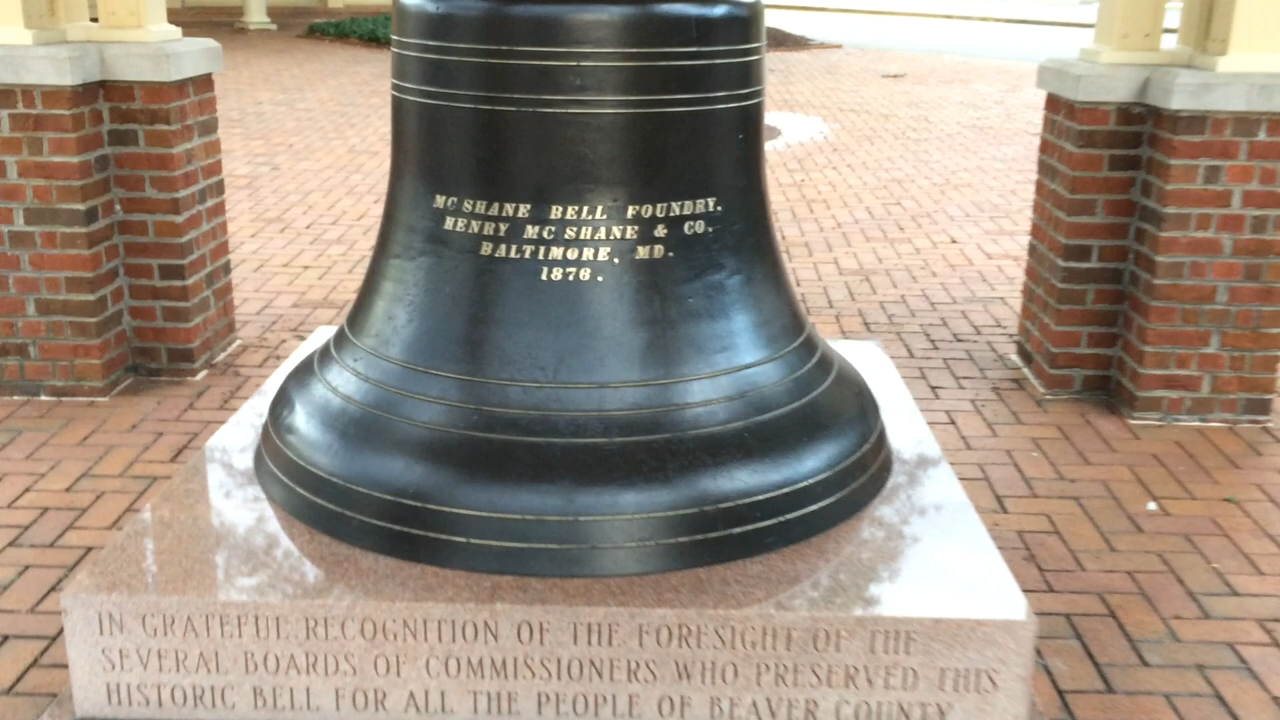 MC SHANE BELL FOUNDRY.
HENRY MC SHANE & CO.
BALTIMORE, MD.
1876.
IN GRATEFUL RECOGNITION OF THE FORESIGHT OF THE
SEVERAL BOARDS OF COMMISSIONERS WHO PRESERVED THIS
HISTORIC BELL FOR ALL THE PEOPLE OF BEAVER COUNTY